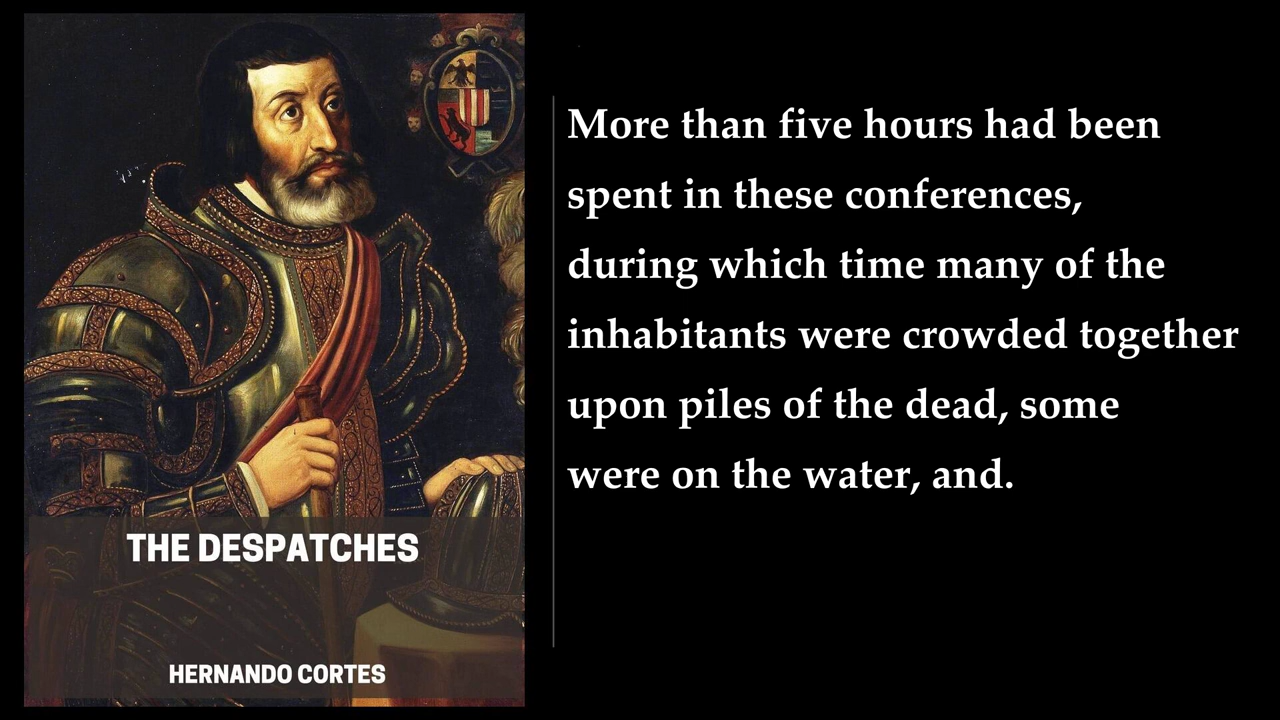 THE DESPATCHES
HERNANDO CORTES
More than five hours had been
spent in these conferences,
during which time many of the
inhabitants were crowded together
upon piles of the dead, some
were on the water, and.